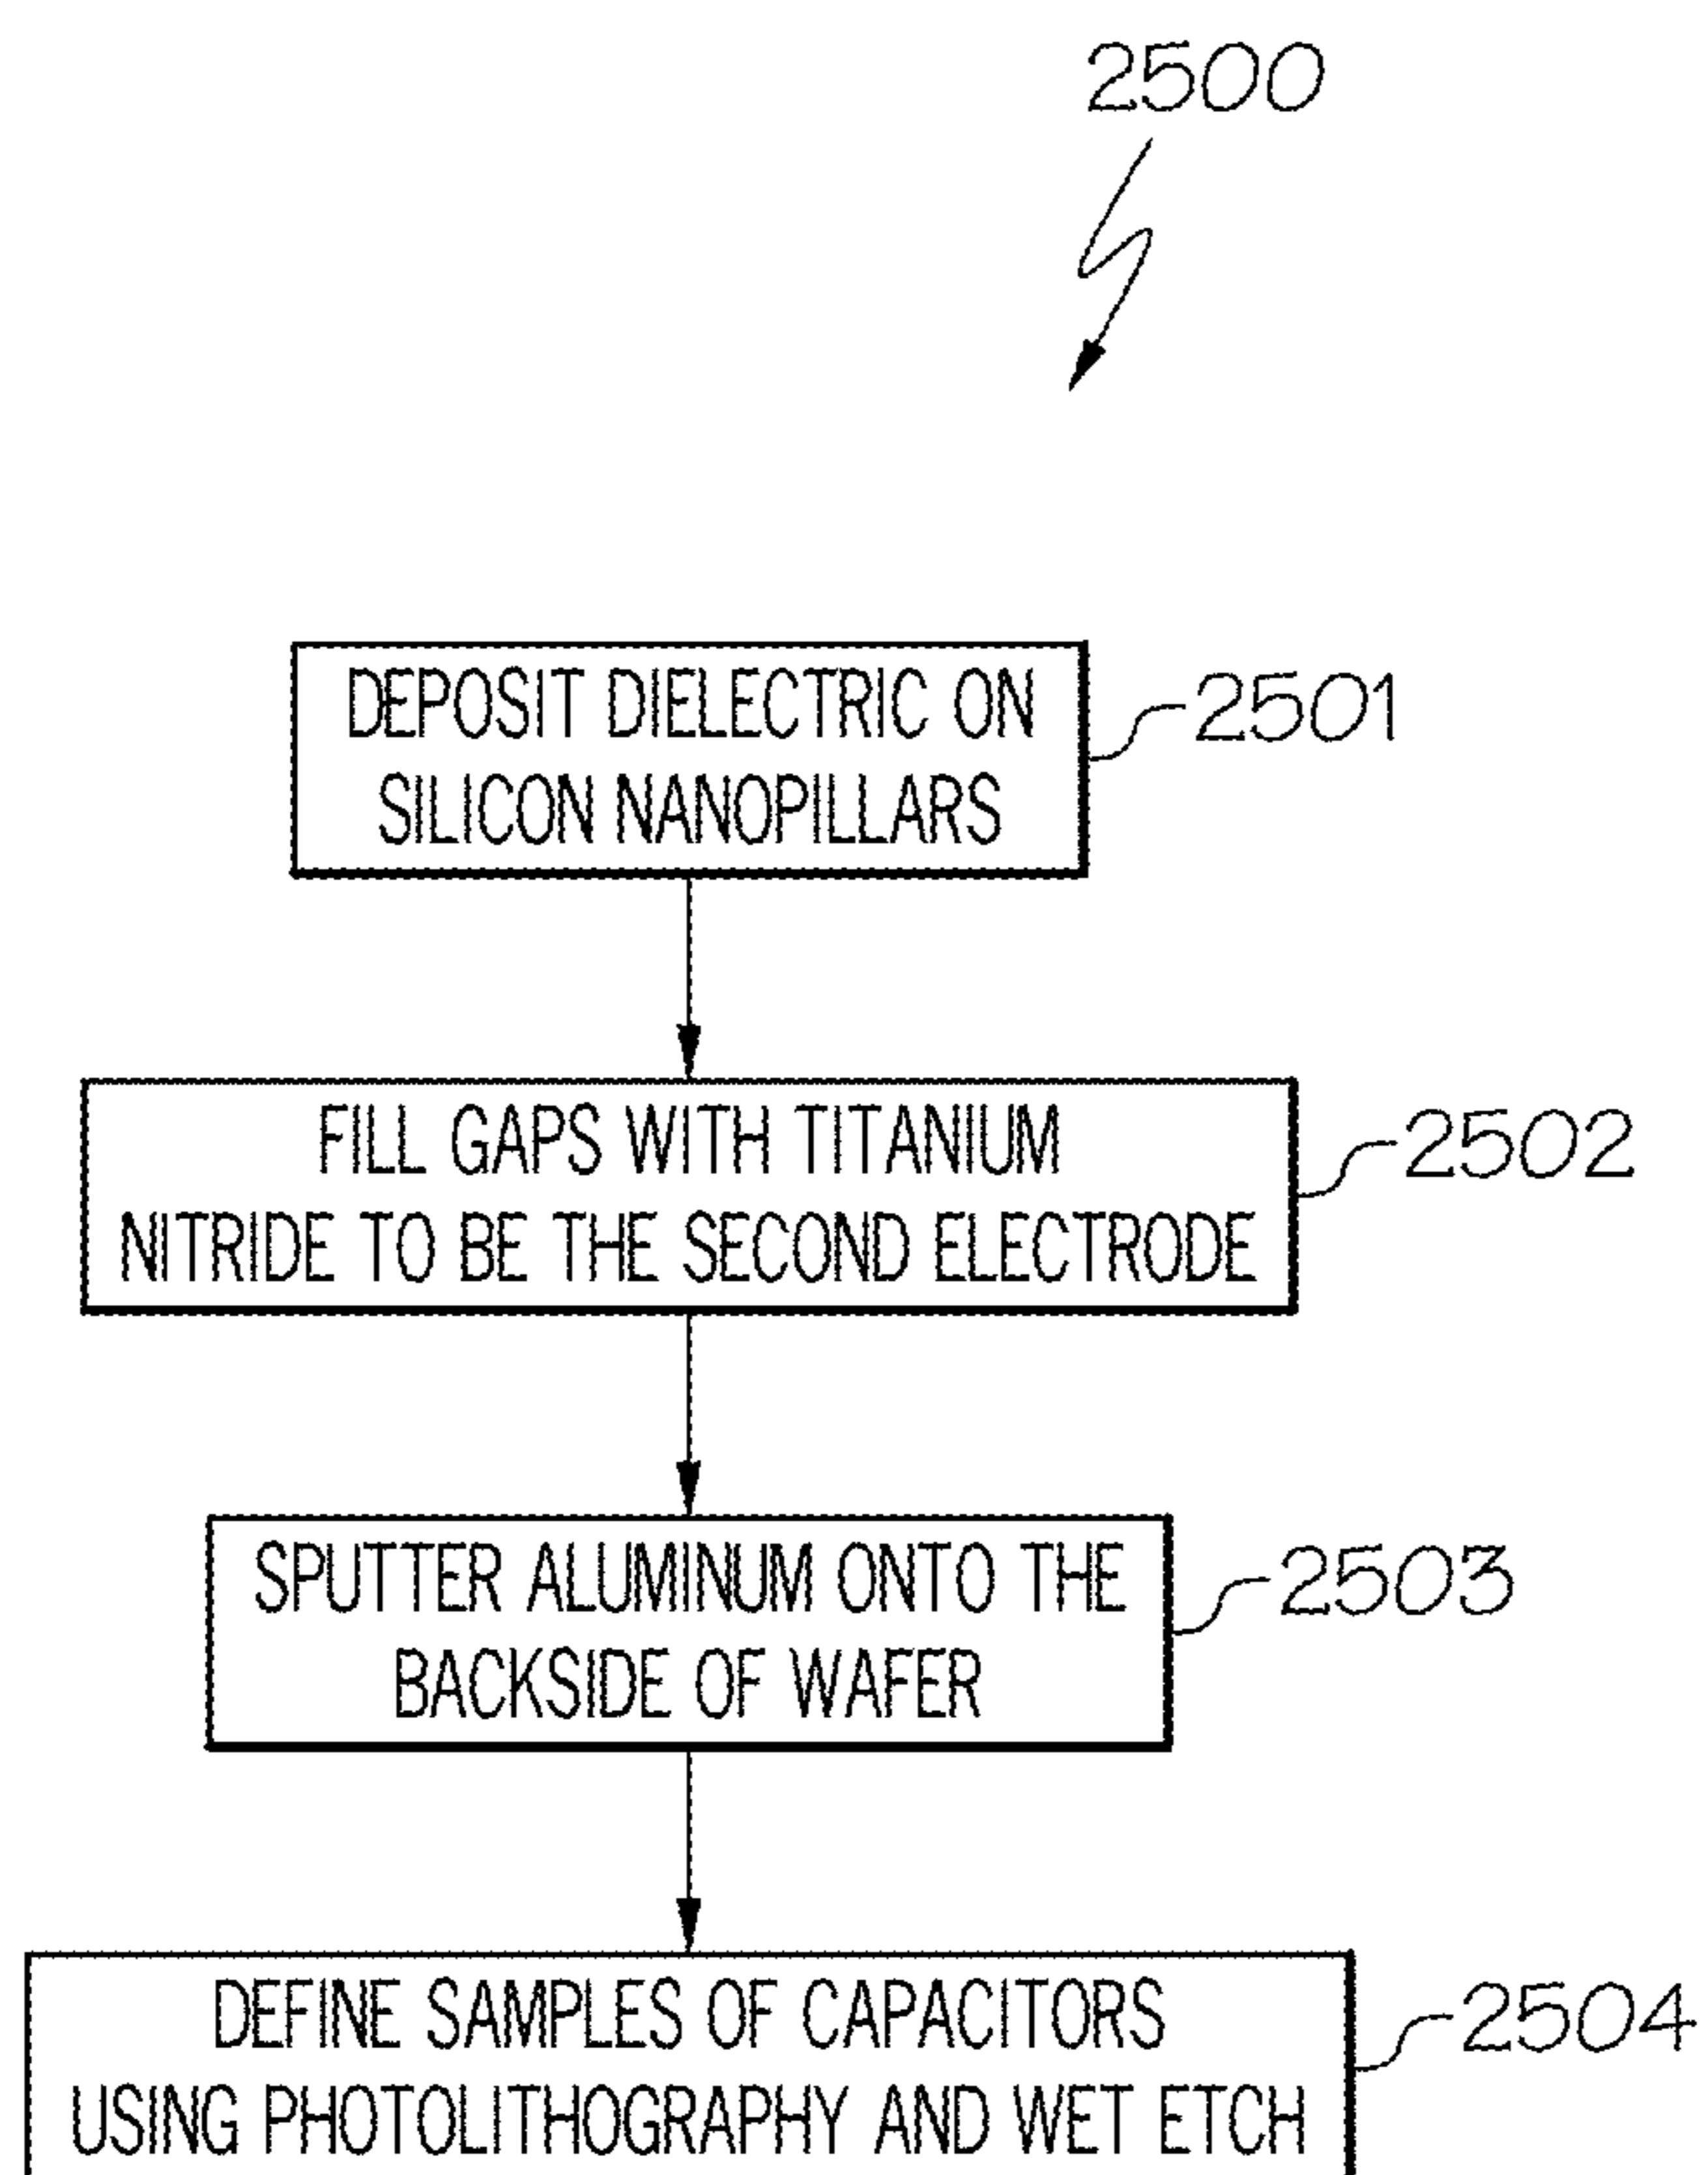 2500
DEPOSIT DIELECTRIC ON
SILICON NANOPILLARS
2501
FILL GAPS WITH TITANIUM
NITRIDE TO BE THE SECOND ELECTRODE
2502
SPUTTER ALUMINUM ONTO THE
BACKSIDE OF WAFER
2503
DEFINE SAMPLES OF CAPACITORS
USING PHOTOLITHOGRAPHY AND WET ETCH
2504